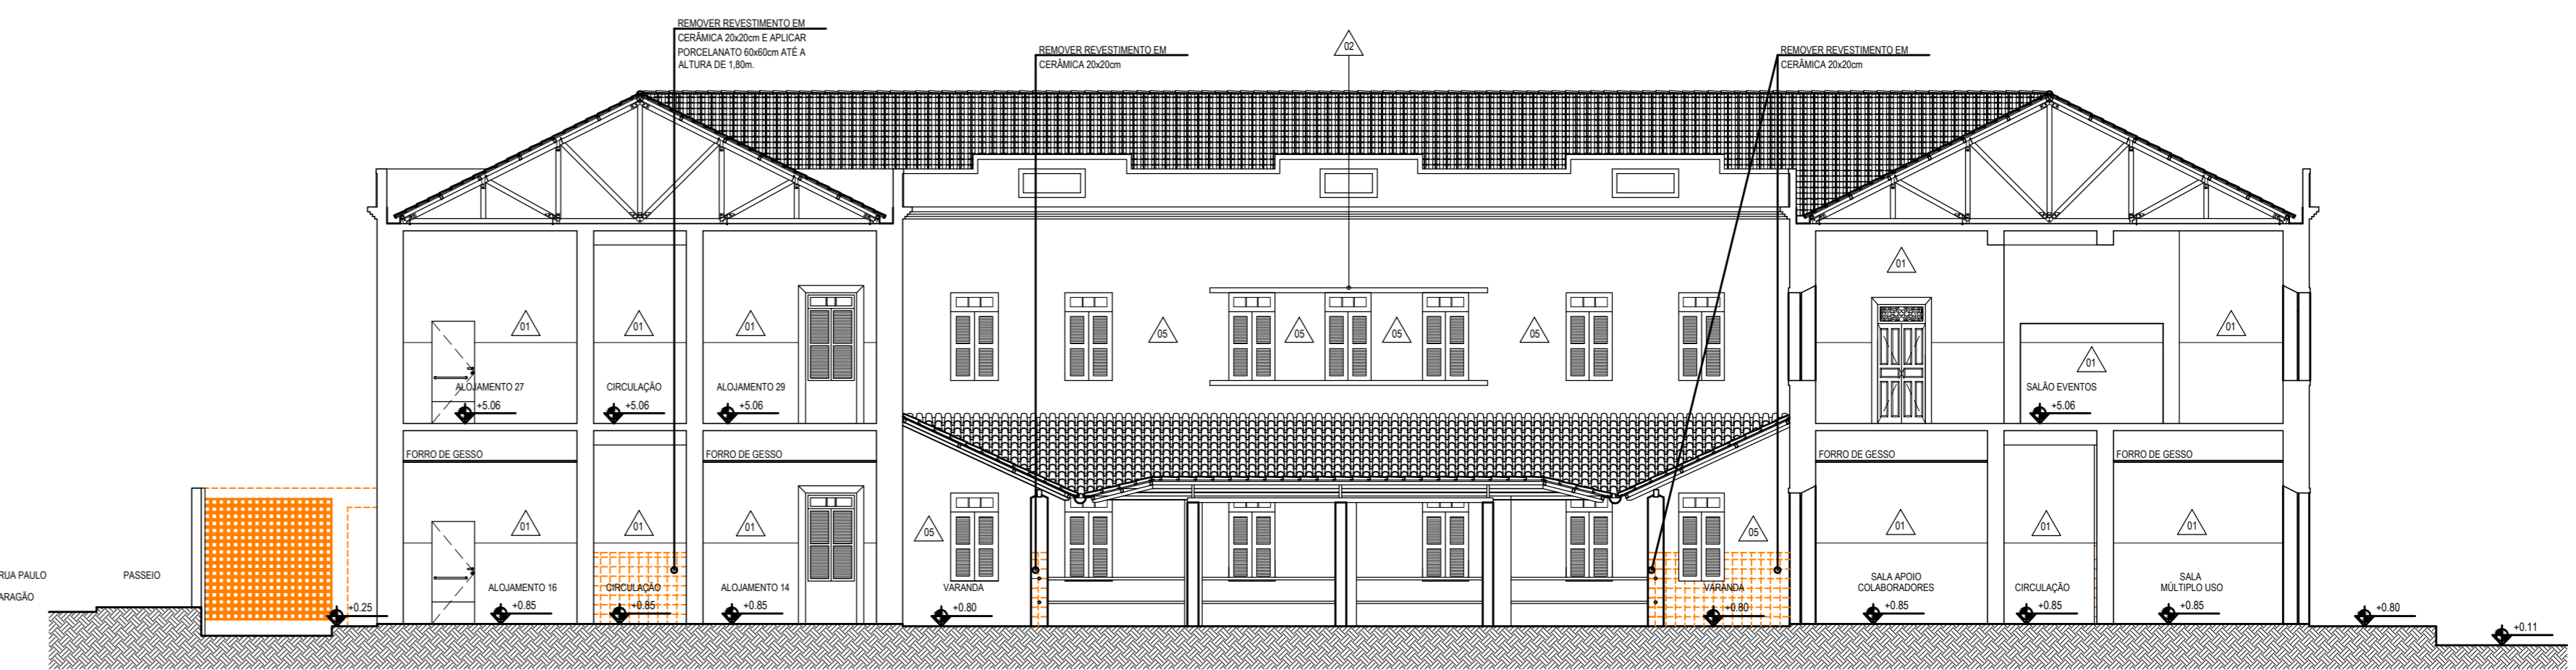 REMOVER REVESTIMENTO EM
CERÂMICA 20x20cm E APLICAR
PORCELANATO 60x60cm ATÉ A
ALTURA DE 1,80m.
REMOVER REVESTIMENTO EM
CERÂMICA 20x20cm
02
REMOVER REVESTIMENTO EM
CERÂMICA 20x20cm
01
01
01
01
05
05
05
05
01
01
ALOJAMENTO 27
+5.06
CIRCULAÇÃO
+5.06
ALOJAMENTO 29
+5.06
SALÃO EVENTOS
+5.06
FORRO DE GESSO
FORRO DE GESSO
FORRO DE GESSO
FORRO DE GESSO
01
01
01
05
05
01
01
01
RUA PAULO
ARAGÃO
PASSEIO
+0.25
ALOJAMENTO 16
+0.85
CIRCULAÇÃO
+0.85
ALOJAMENTO 14
+0.85
VARANDA
+0.80
VARANDA
+0.80
SALA APOIO
COLABORADORES
+0.85
CIRCULAÇÃO
+0.85
SALA
MÚLTIPLO USO
+0.85
+0.80
+0.11